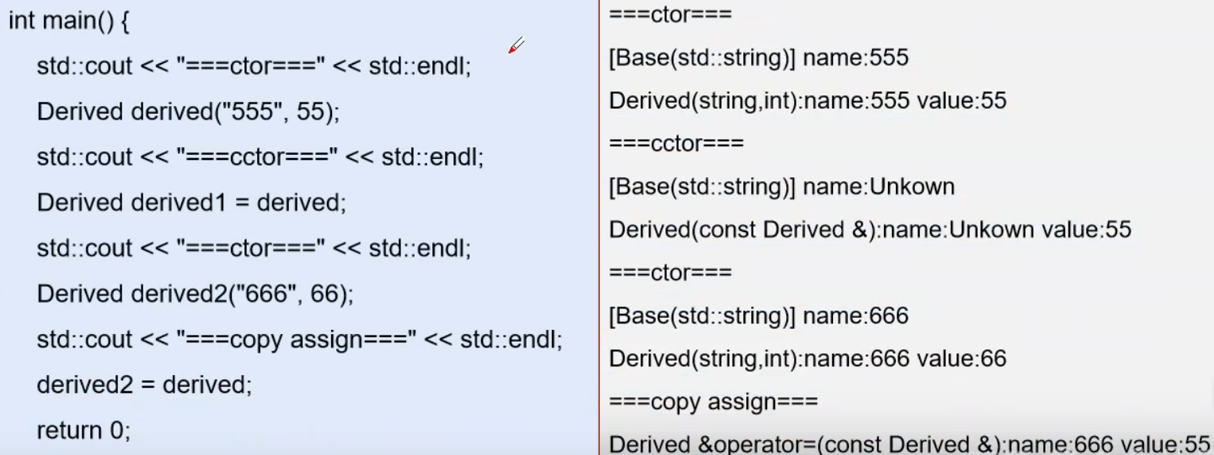 int main() {
std::cout << "===ctor===" << std::endl;
Derived derived("555", 55);
std::cout << "===cctor===" << std::endl;
Derived derived1 = derived;
std::cout << "===ctor===" << std::endl;
Derived derived2("666", 66);
std::cout << "===copy assign===" << std::endl;
derived2 = derived;
return 0;
===ctor===
[Base(std::string)] name:555
Derived(string,int):name:555 value:55
===cctor===
[Base(std::string)] name:Unkown
Derived(const Derived &):name:Unkown value:55
===ctor===
[Base(std::string)] name:666
Derived(string,int):name:666 value:66
===copy assign===
Derived &operator=(const Derived &):name:666 value:55